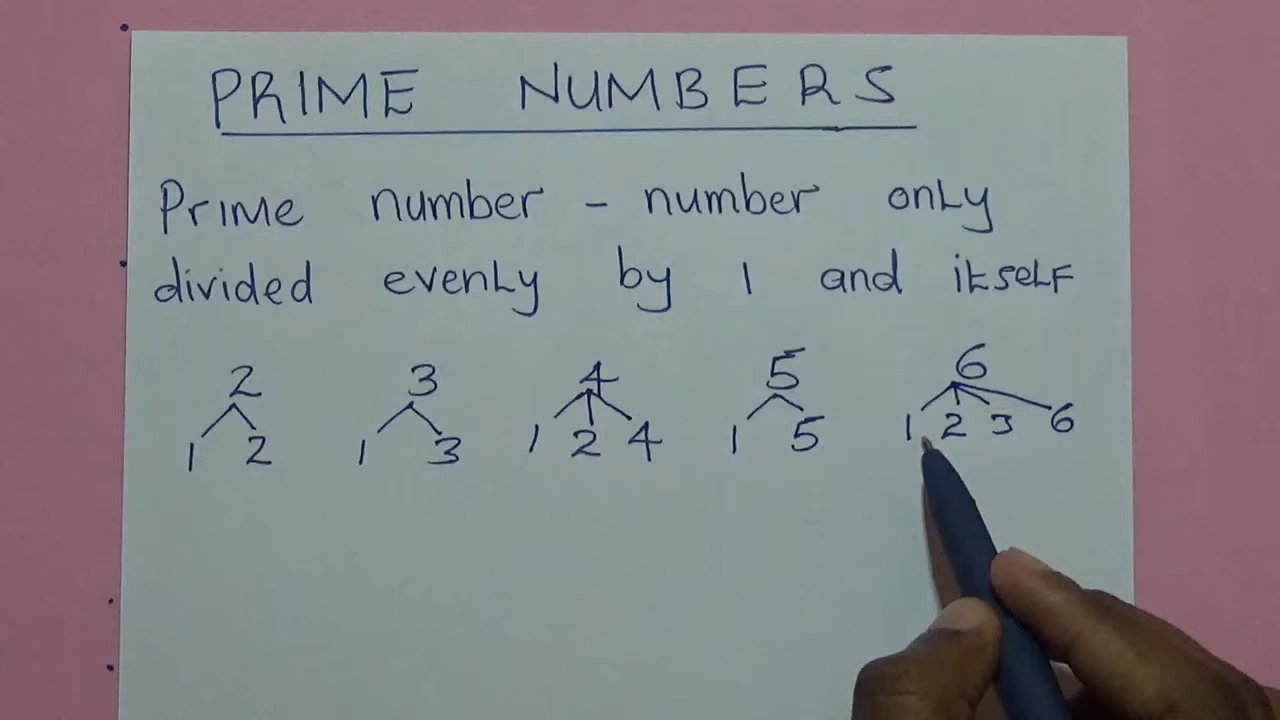 PRIME NUMBERS
Prime number - number only
divided evenly by 1 and itself
2 3 4 5 6
1 2 1 3 1 2 4 1 5 1 2 3 6